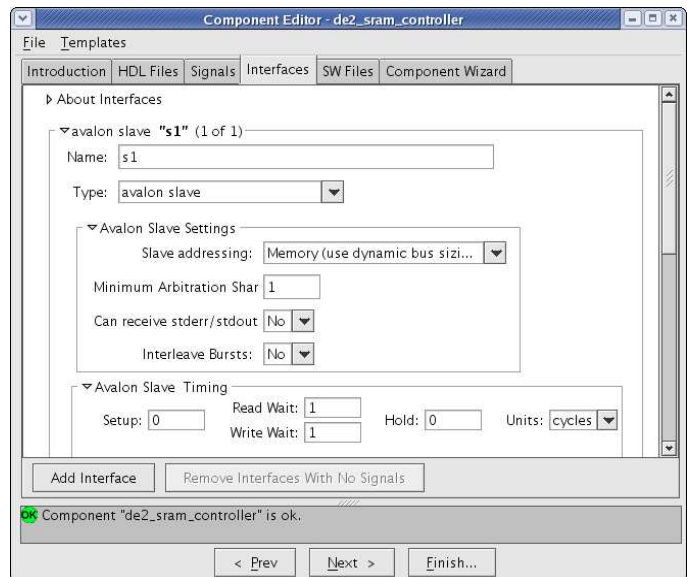 Component Editor - de2_sram_controller
File Templates
Introduction HDL Files Signals Interfaces SW Files Component Wizard
About Interfaces
avalon slave "s1" (1 of 1)
Name: s1
Type: avalon slave
Avalon Slave Settings
Slave addressing: Memory (use dynamic bus sizi...
Minimum Arbitration Shar 1
Can receive stderr/stdout No
Interleave Bursts: No
Avalon Slave Timing
Setup: 0 Read Wait: 1 Hold: 0 Units: cycles
Write Wait: 1
Add Interface Remove Interfaces With No Signals
OK Component "de2_sram_controller" is ok.
< Prev Next > Finish...